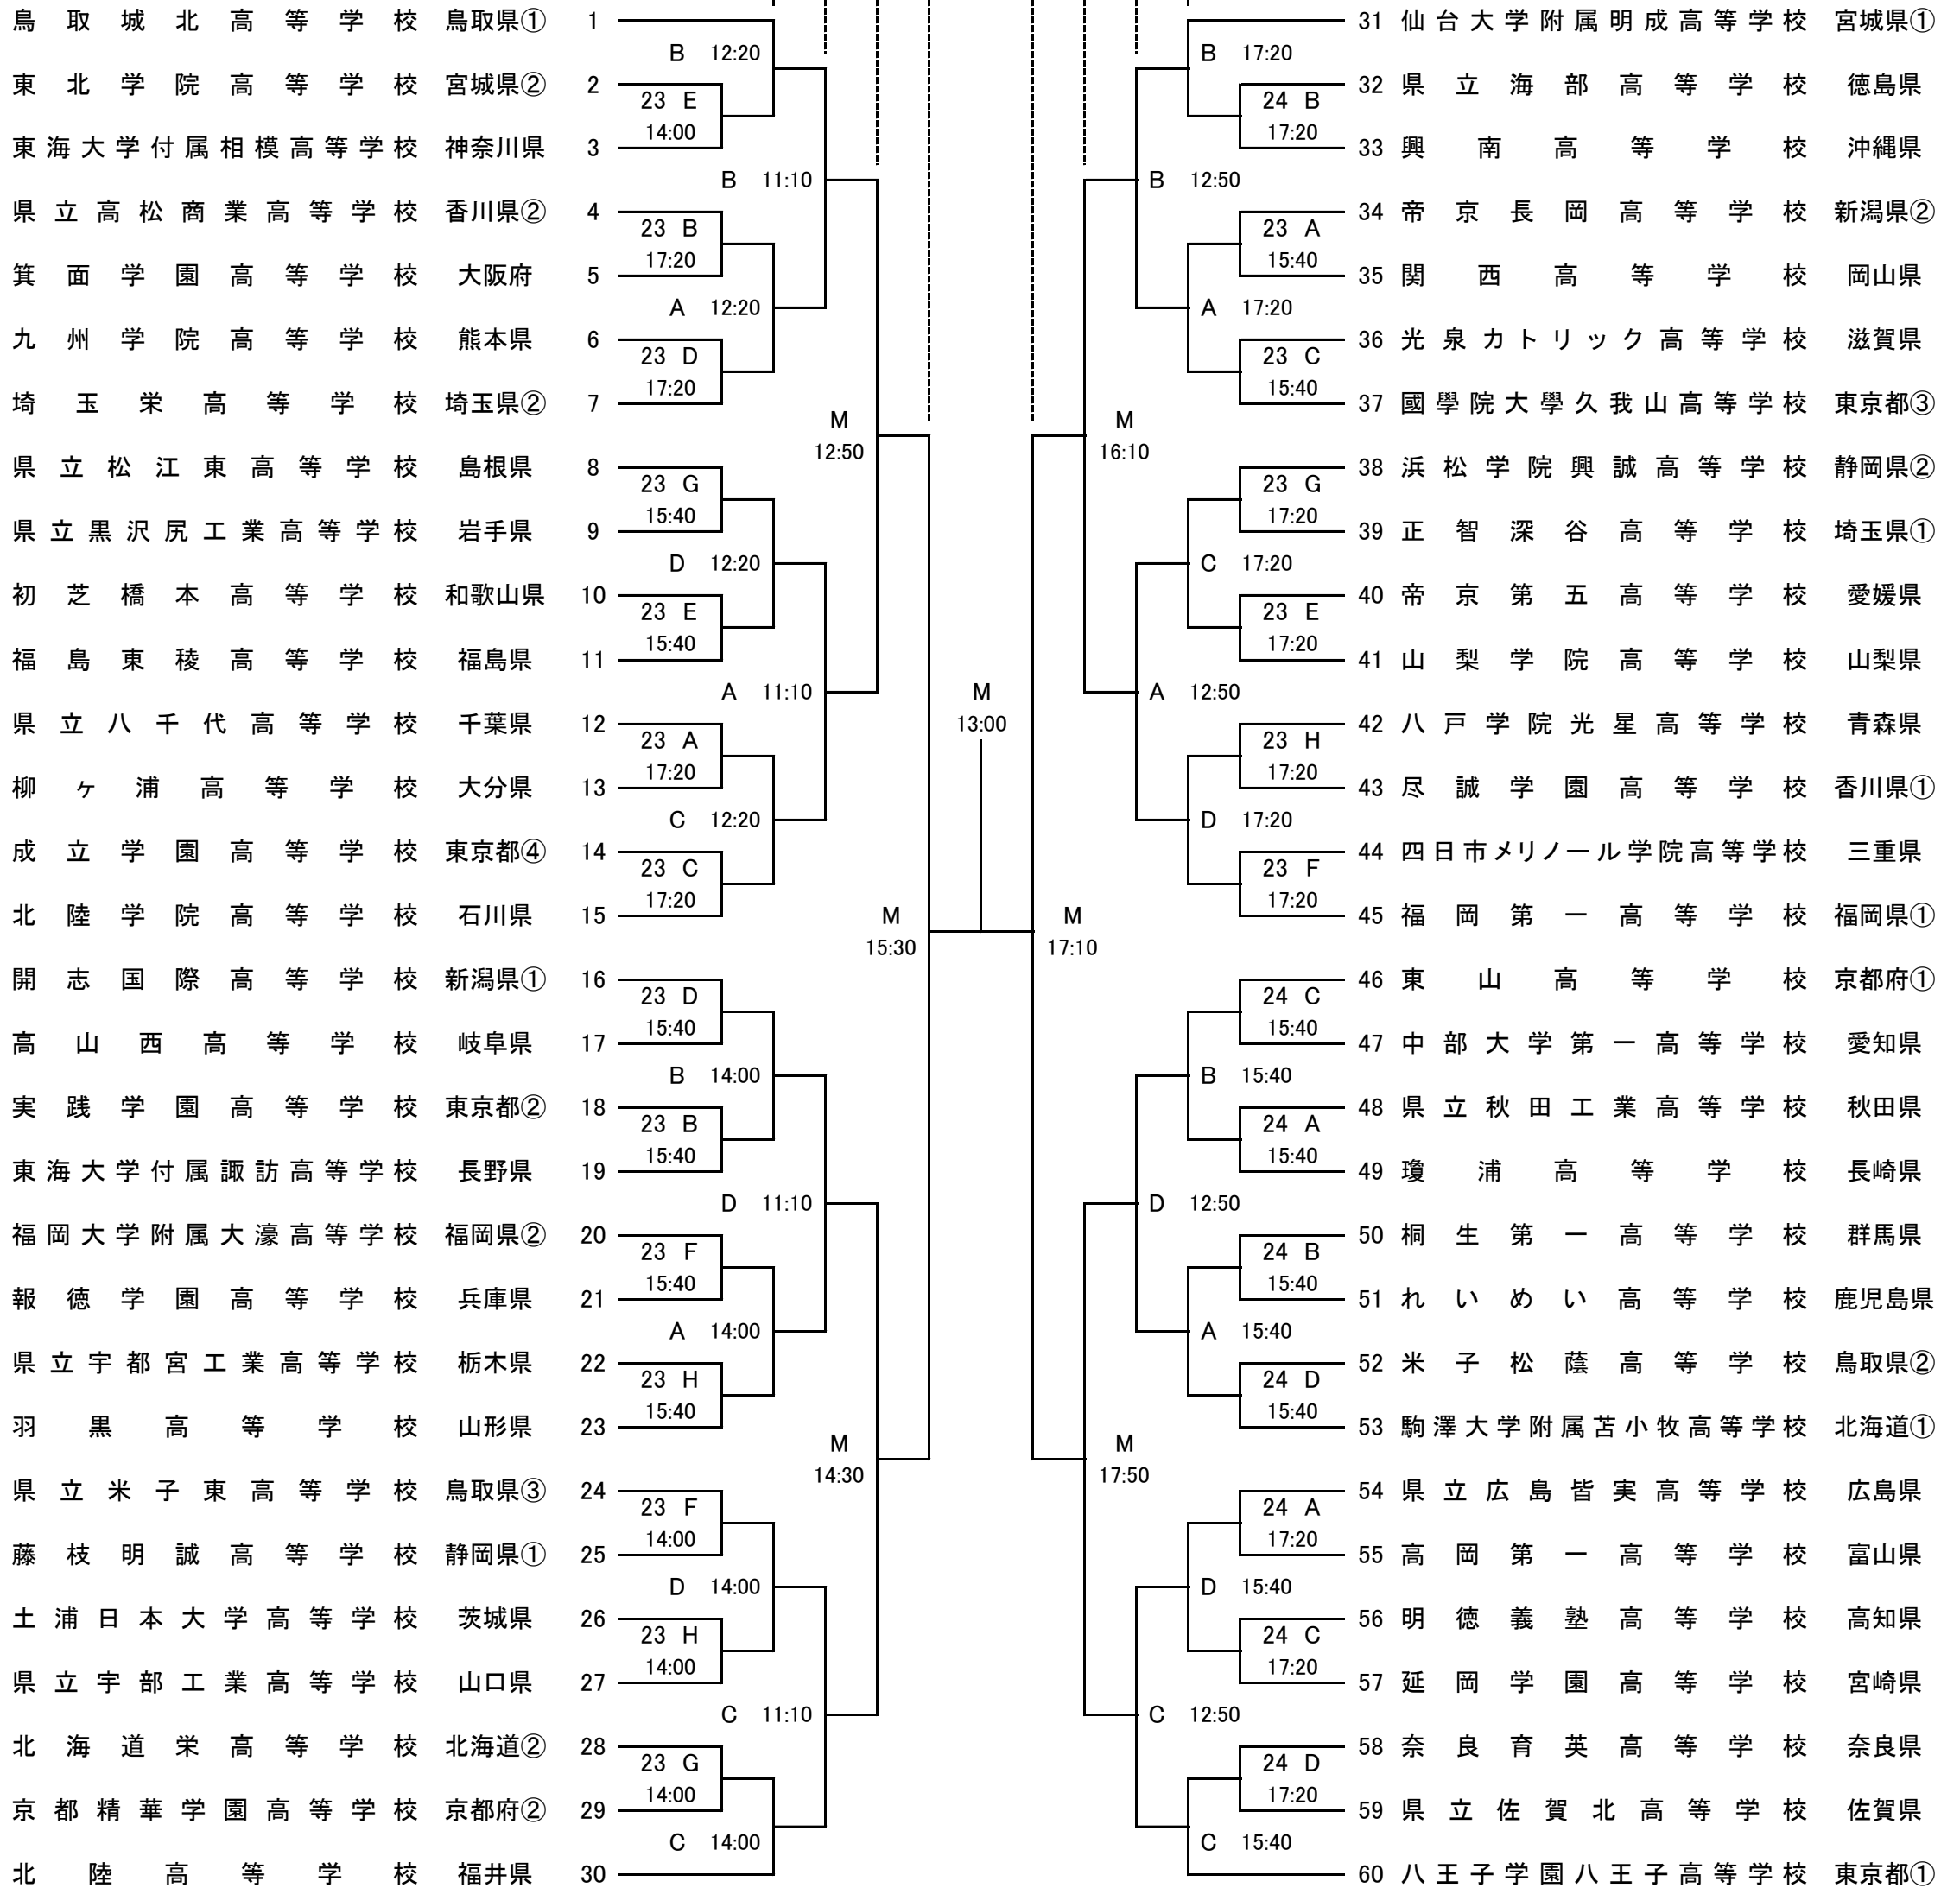 鳥取城北高等学校 鳥取県① 1
B 12:20
東北学院高等学校 宮城県② 2
23 E
14:00
東海大学付属相模高等学校 神奈川県 3
B 11:10
県立高松商業高等学校 香川県② 4
23 B
17:20
箕面学園高等学校 大阪府 5
A 12:20
九州学院高等学校 熊本県 6
23 D
17:20
埼玉栄高等学校 埼玉県② 7
M
12:50
県立松江東高等学校 島根県 8
23 G
15:40
県立黒沢尻工業高等学校 岩手県 9
D 12:20
初芝橋本高等学校 和歌山県 10
23 E
15:40
福島東稜高等学校 福島県 11
A 11:10
県立八千代高等学校 千葉県 12
23 A
17:20
柳ヶ浦高等学校 大分県 13
C 12:20
成立学園高等学校 東京都④ 14
23 C
17:20
北陸学院高等学校 石川県 15
M
15:30
開志国際高等学校 新潟県① 16
23 D
15:40
高山西高等学校 岐阜県 17
B 14:00
実践学園高等学校 東京都② 18
23 B
15:40
東海大学付属諏訪高等学校 長野県 19
D 11:10
福岡大学附属大濠高等学校 福岡県② 20
23 F
15:40
報徳学園高等学校 兵庫県 21
A 14:00
県立宇都宮工業高等学校 栃木県 22
23 H
15:40
羽黒高等学校 山形県 23
M
14:30
県立米子東高等学校 鳥取県③ 24
23 F
14:00
藤枝明誠高等学校 静岡県① 25
D 14:00
土浦日本大学高等学校 茨城県 26
23 H
14:00
県立宇部工業高等学校 山口県 27
C 11:10
北海道栄高等学校 北海道② 28
23 G
14:00
京都精華学園高等学校 京都府② 29
C 14:00
北陸高等学校 福井県 30
M
13:00
31 仙台大学附属明成高等学校 宮城県①
B 17:20
32 県立海部高等学校 徳島県
24 B
17:20
33 興南高等学校 沖縄県
B 12:50
34 帝京長岡高等学校 新潟県②
23 A
15:40
35 関西高等学校 岡山県
A 17:20
36 光泉カトリック高等学校 滋賀県
23 C
15:40
37 國學院大學久我山高等学校 東京都③
M
16:10
38 浜松学院興誠高等学校 静岡県②
23 G
17:20
39 正智深谷高等学校 埼玉県①
C 17:20
40 帝京第五高等学校 愛媛県
23 E
17:20
41 山梨学院高等学校 山梨県
A 12:50
42 八戸学院光星高等学校 青森県
23 H
17:20
43 尽誠学園高等学校 香川県①
D 17:20
44 四日市メリノール学院高等学校 三重県
23 F
17:20
45 福岡第一高等学校 福岡県①
M
17:10
46 東山高等学校 京都府①
24 C
15:40
47 中部大学第一高等学校 愛知県
B 15:40
48 県立秋田工業高等学校 秋田県
24 A
15:40
49 瓊浦高等学校 長崎県
D 12:50
50 桐生第一高等学校 群馬県
24 B
15:40
51 れいめい高等学校 鹿児島県
A 15:40
52 米子松蔭高等学校 鳥取県②
24 D
15:40
53 駒澤大学附属苫小牧高等学校 北海道①
M
17:50
54 県立広島皆実高等学校 広島県
24 A
17:20
55 高岡第一高等学校 富山県
D 15:40
56 明徳義塾高等学校 高知県
24 C
17:20
57 延岡学園高等学校 宮崎県
C 12:50
58 奈良育英高等学校 奈良県
24 D
17:20
59 県立佐賀北高等学校 佐賀県
C 15:40
60 八王子学園八王子高等学校 東京都①